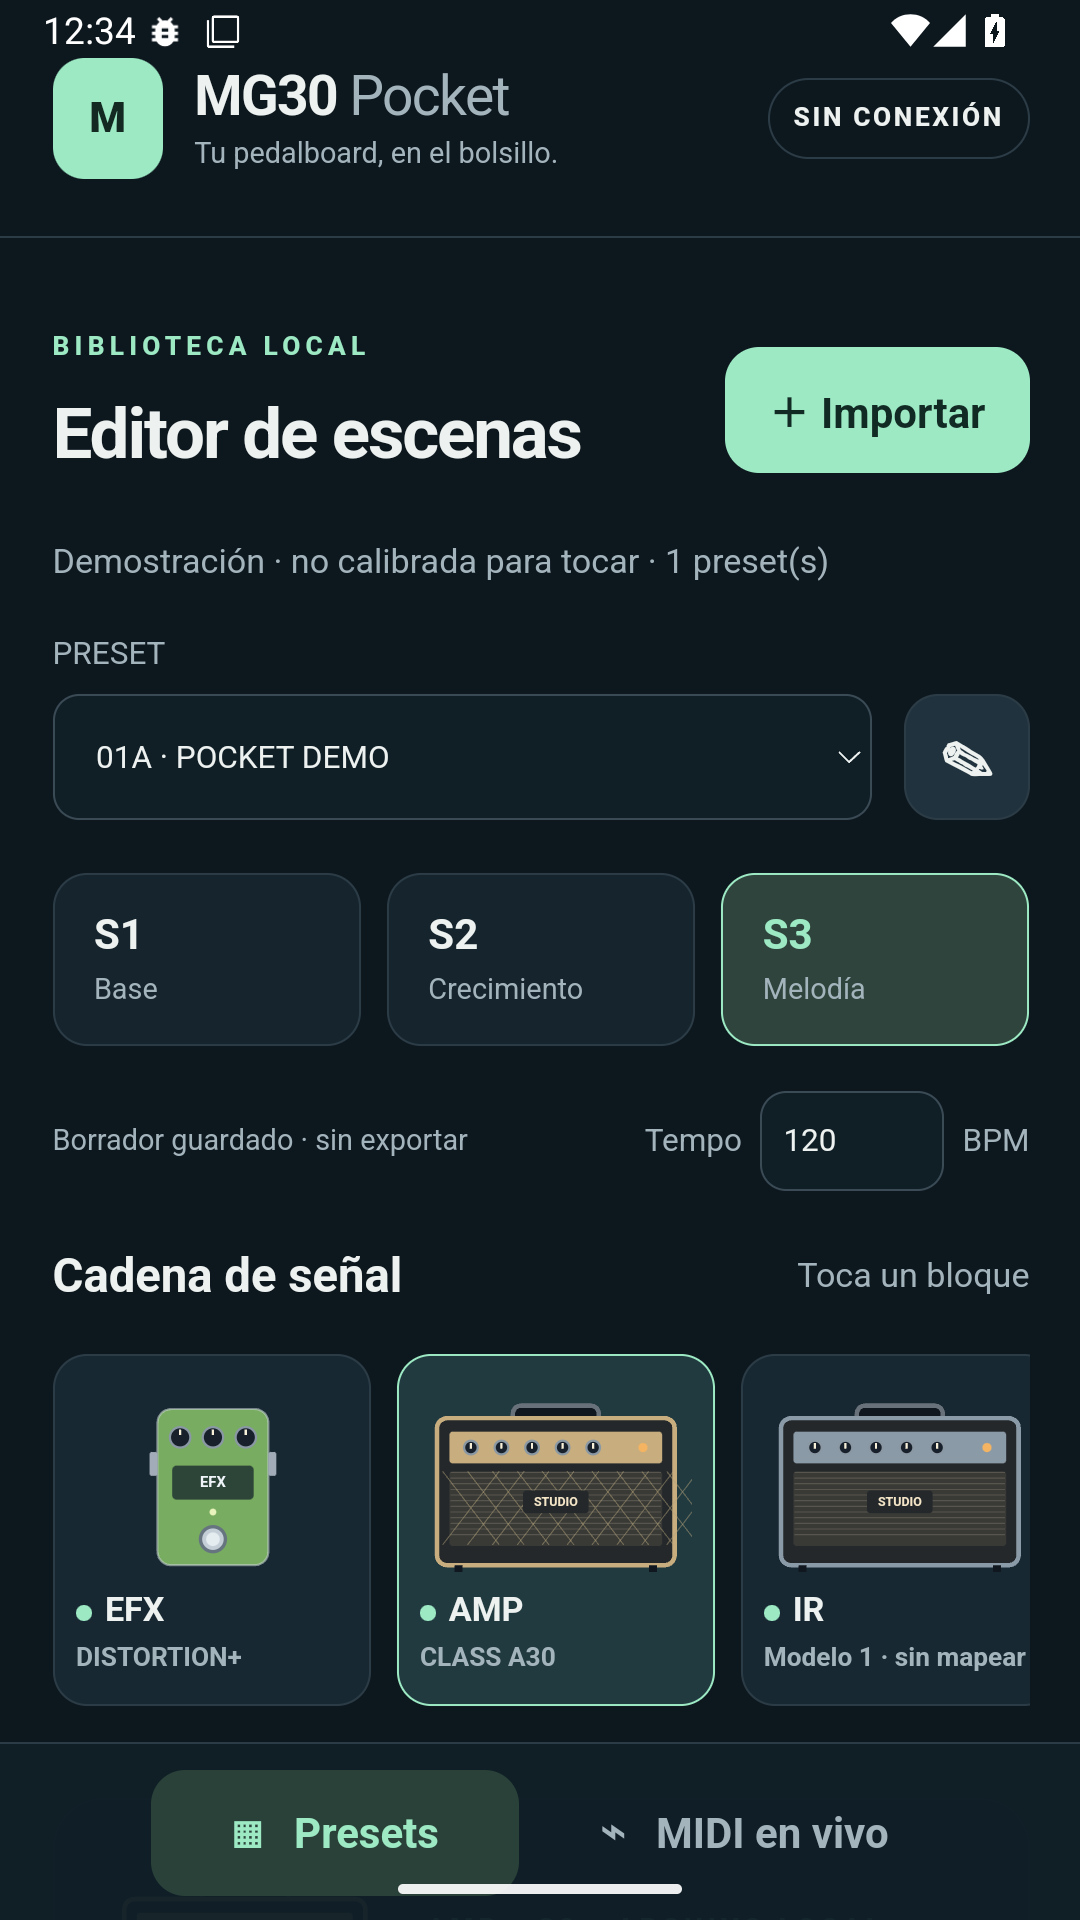 12:34
M
MG30 Pocket
Tu pedalboard, en el bolsillo.
SIN CONEXIÓN
BIBLIOTECA LOCAL
Editor de escenas
+ Importar
Demostración · no calibrada para tocar · 1 preset(s)
PRESET
01A · POCKET DEMO
S1
Base
S2
Crecimiento
S3
Melodía
Borrador guardado · sin exportar
Tempo
120
BPM
Cadena de señal
Toca un bloque
EFX
EFX
DISTORTION+
STUDIO
AMP
CLASS A30
STUDIO
IR
Modelo 1 · sin mapear
Presets
MIDI en vivo